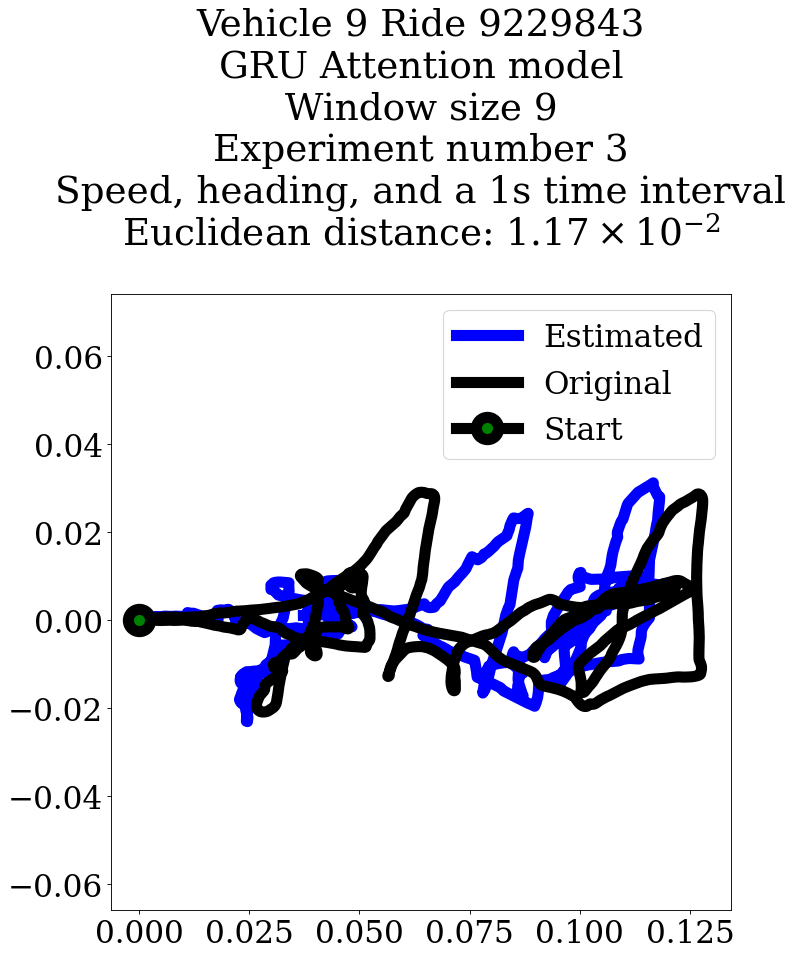 Vehicle 9 Ride 9229843
GRU Attention model
Window size 9
Experiment number 3
Speed, heading, and a 1s time interval
Euclidean distance: 1.17 × 10⁻²
Estimated
Original
Start
0.06
0.04
0.02
0.00
−0.02
−0.04
−0.06
0.000 0.025 0.050 0.075 0.100 0.125